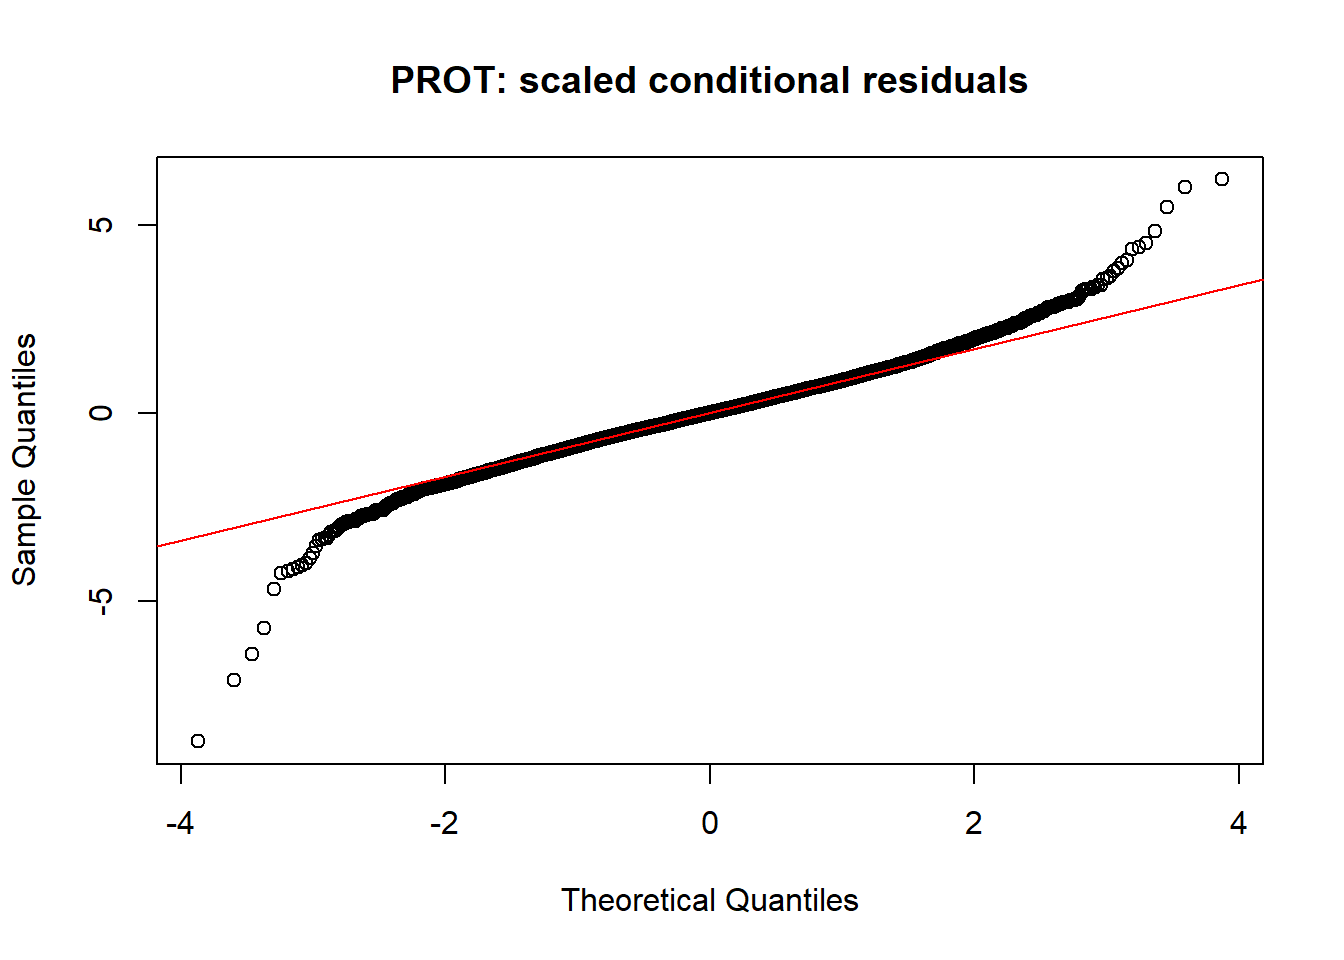 PROT: scaled conditional residuals
Sample Quantiles
5
0
-5
-4 -2 0 2 4
Theoretical Quantiles